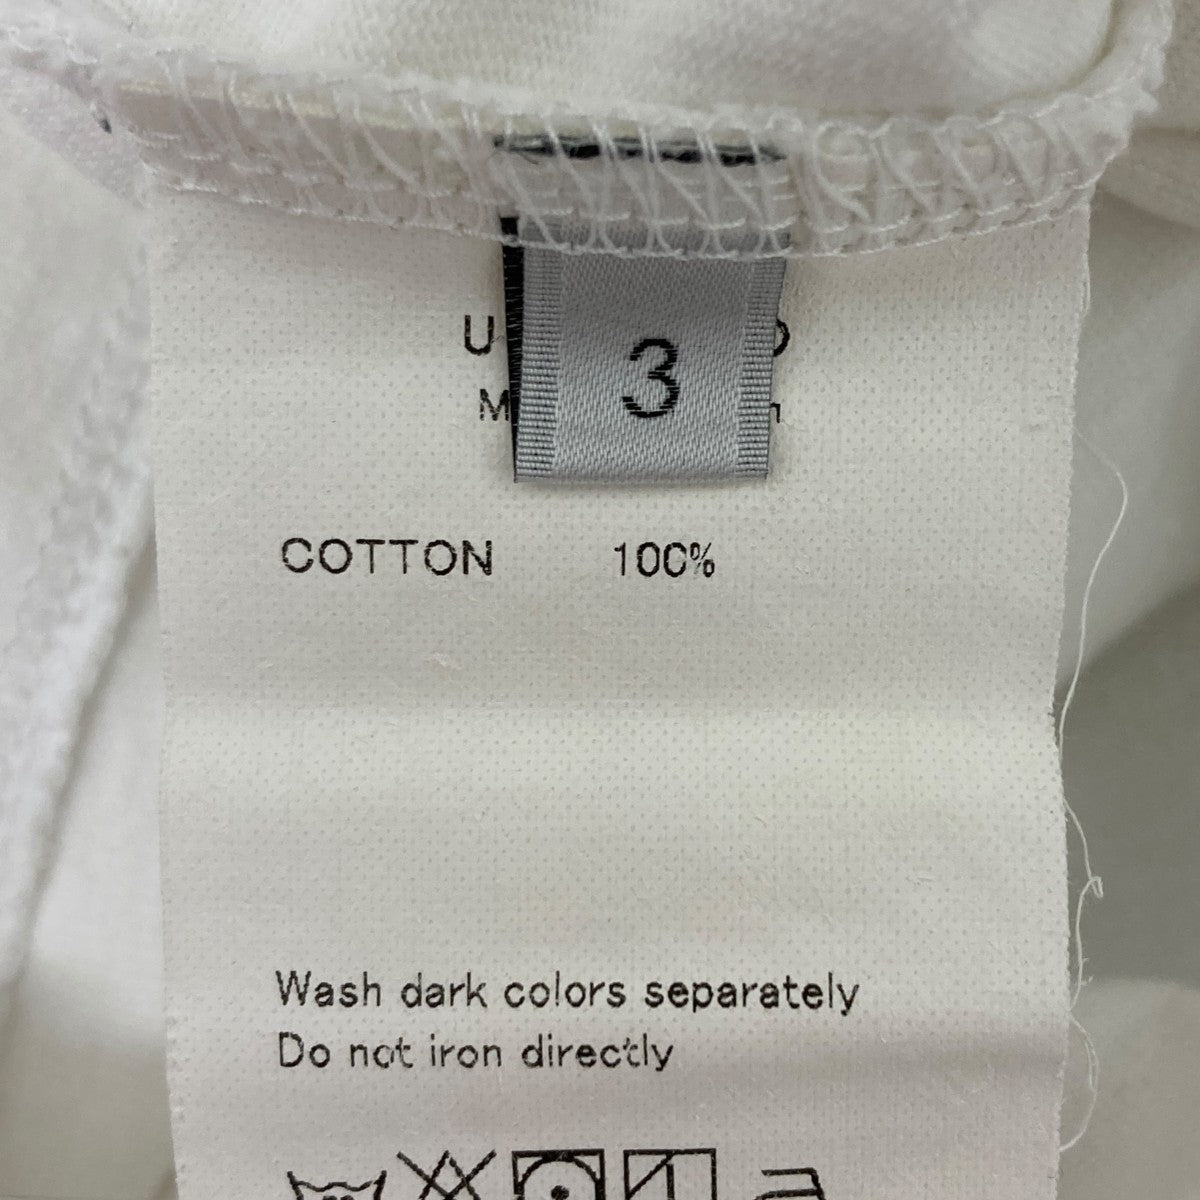 3
COTTON 100%
Wash dark colors separately
Do not iron directly